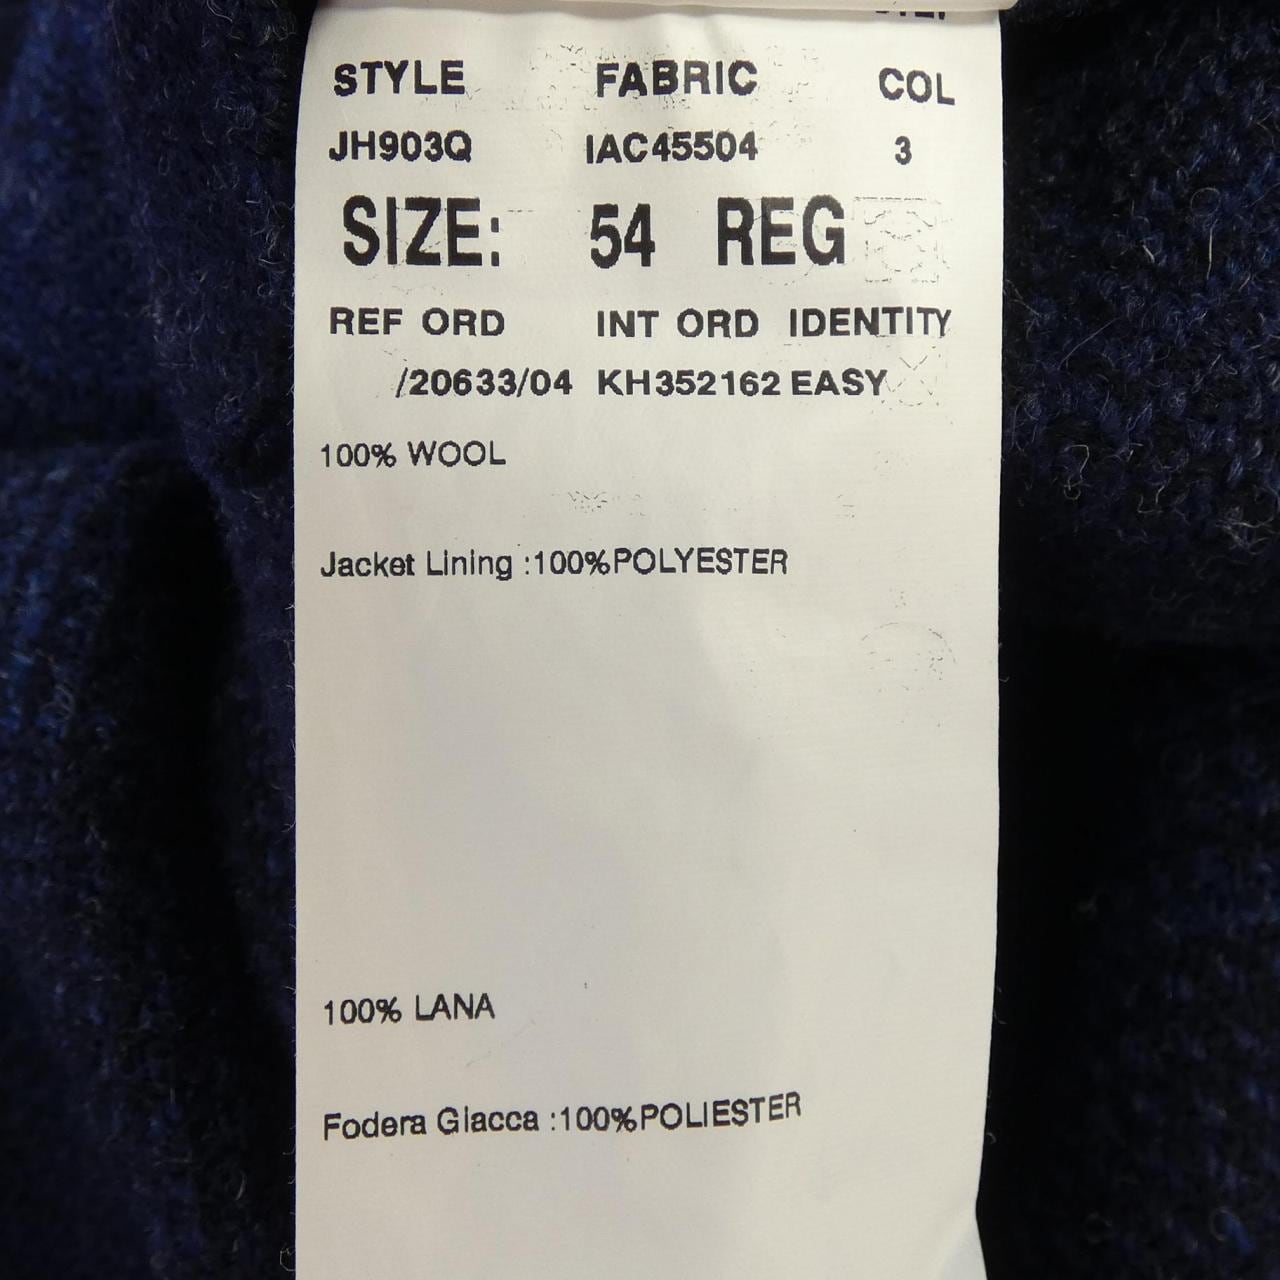 STYLE FABRIC COL
JH903Q IAC45504 3
SIZE: 54 REG
REF ORD INT ORD IDENTITY
/20633/04 KH352162 EASY
100% WOOL
Jacket Lining :100%POLYESTER
100% LANA
Fodera Giacca :100%POLIESTER